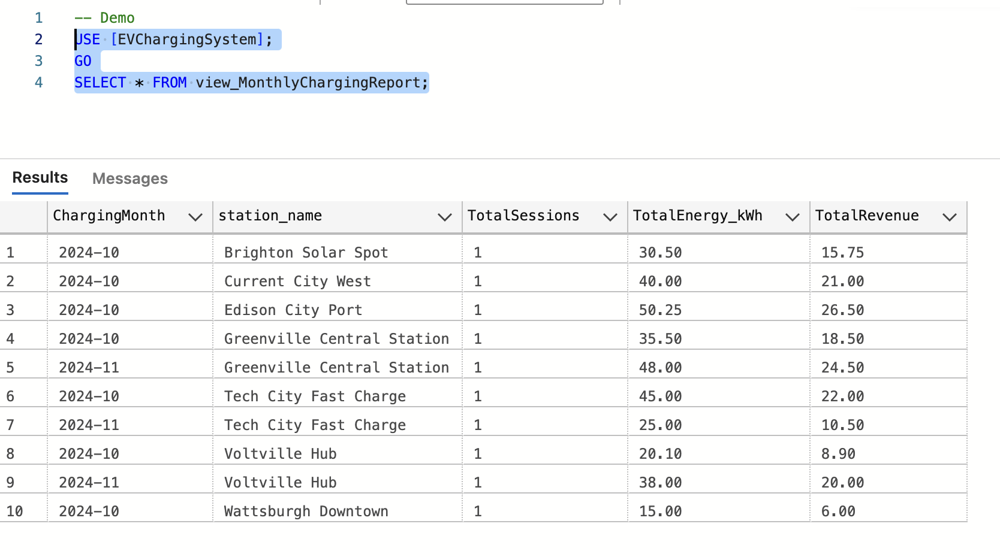 1 -- Demo
2 USE [EVChargingSystem];
3 GO
4 SELECT * FROM view_MonthlyChargingReport;
Results Messages
ChargingMonth station_name TotalSessions TotalEnergy_kWh TotalRevenue
1 2024-10 Brighton Solar Spot 1 30.50 15.75
2 2024-10 Current City West 1 40.00 21.00
3 2024-10 Edison City Port 1 50.25 26.50
4 2024-10 Greenville Central Station 1 35.50 18.50
5 2024-11 Greenville Central Station 1 48.00 24.50
6 2024-10 Tech City Fast Charge 1 45.00 22.00
7 2024-11 Tech City Fast Charge 1 25.00 10.50
8 2024-10 Voltville Hub 1 20.10 8.90
9 2024-11 Voltville Hub 1 38.00 20.00
10 2024-10 Wattsburgh Downtown 1 15.00 6.00